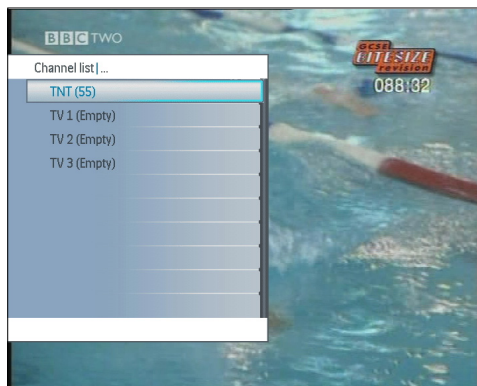 BBC TWO
GCSE
BITESIZE
revision
088:32
Channel list|...
TNT (55)
TV 1 (Empty)
TV 2 (Empty)
TV 3 (Empty)